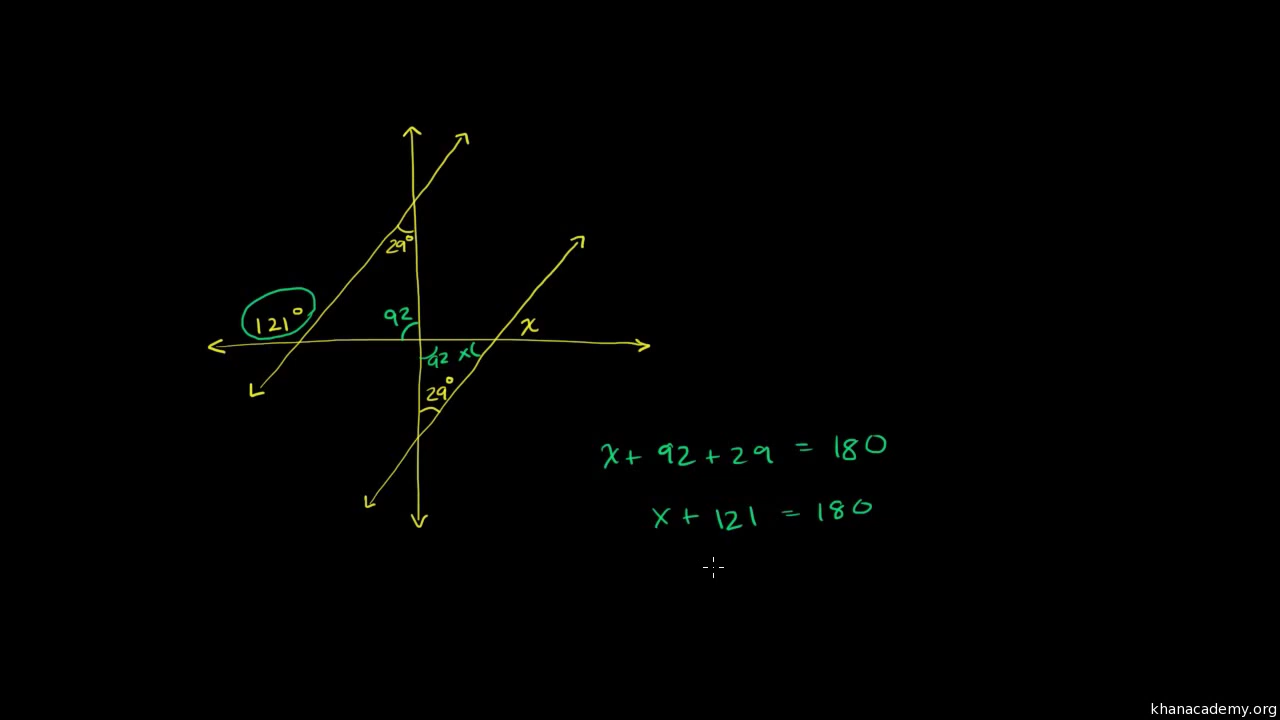 29°
121°
92
x
92 x
29°
x + 92 + 29 = 180
x + 121 = 180
khanacademy.org